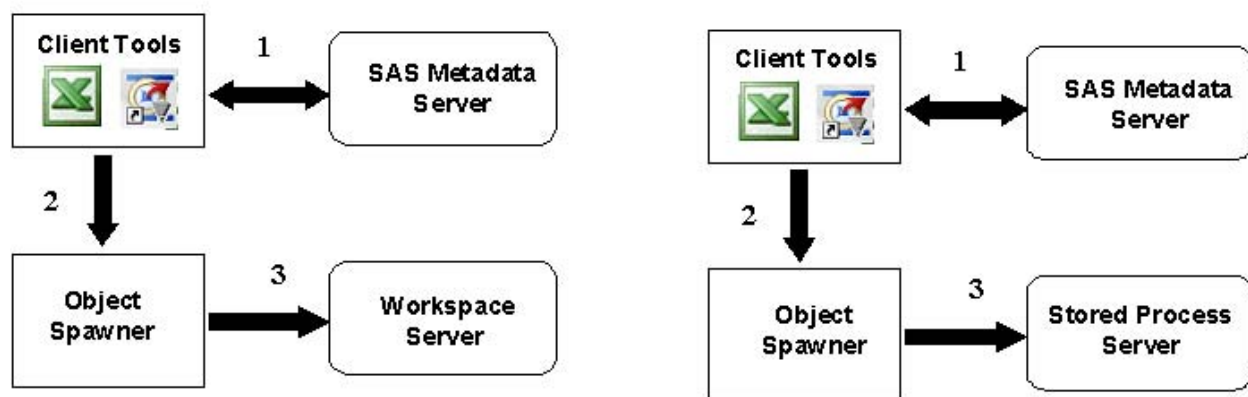 Client Tools
1
SAS Metadata
Server
2
Object
Spawner
3
Workspace
Server
Client Tools
1
SAS Metadata
Server
2
Object
Spawner
3
Stored Process
Server